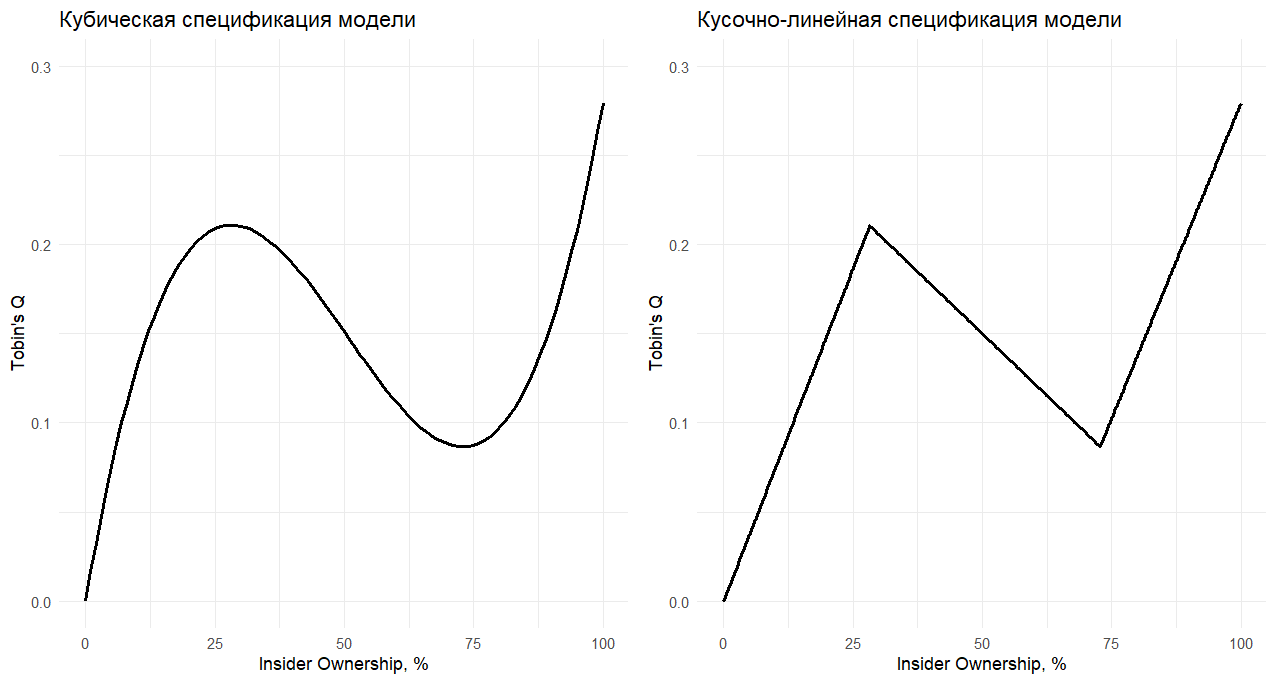 Кубическая спецификация модели
0.3
0.2
0.1
0.0
Tobin's Q
0 25 50 75 100
Insider Ownership, %
Кусочно-линейная спецификация модели
0.3
0.2
0.1
0.0
Tobin's Q
0 25 50 75 100
Insider Ownership, %